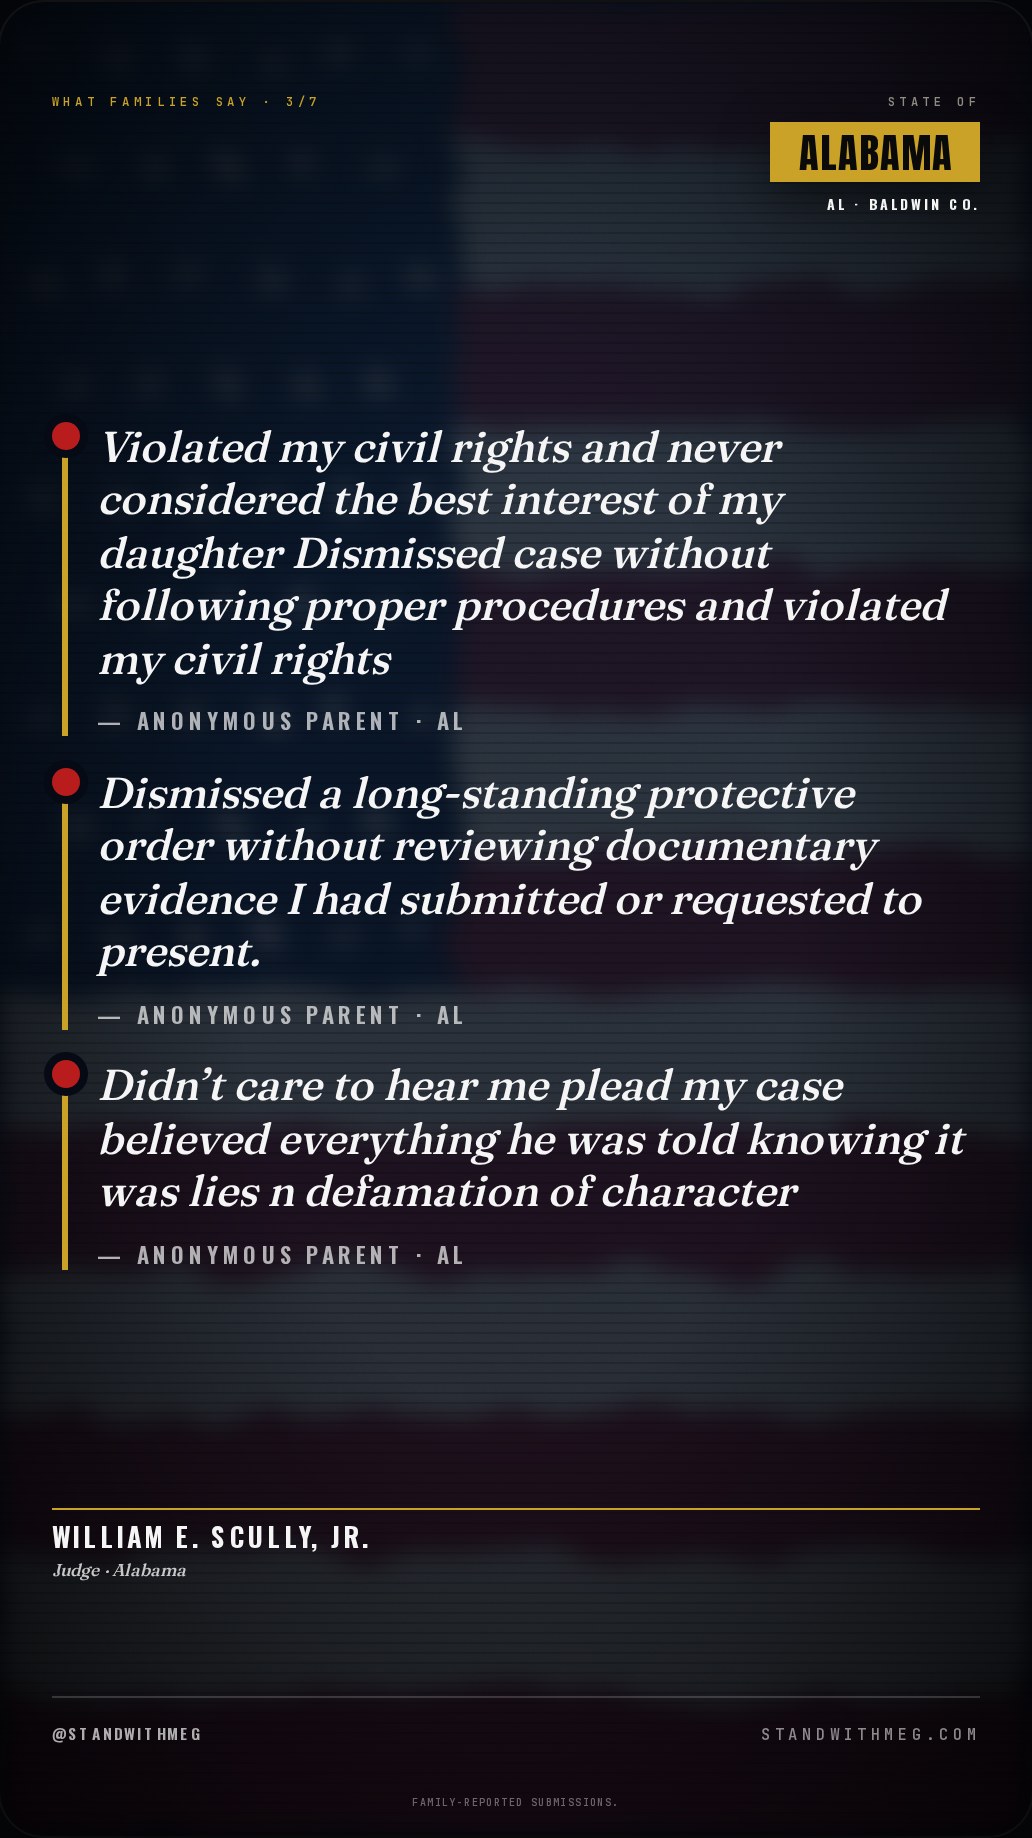 WHAT FAMILIES SAY · 3/7
STATE OF
ALABAMA
AL · BALDWIN CO.
Violated my civil rights and never
considered the best interest of my
daughter Dismissed case without
following proper procedures and violated
my civil rights
— ANONYMOUS PARENT · AL
Dismissed a long-standing protective
order without reviewing documentary
evidence I had submitted or requested to
present.
— ANONYMOUS PARENT · AL
Didn’t care to hear me plead my case
believed everything he was told knowing it
was lies n defamation of character
— ANONYMOUS PARENT · AL
WILLIAM E. SCULLY, JR.
Judge · Alabama
@STANDWITHMEG
STANDWITHMEG.COM
FAMILY-REPORTED SUBMISSIONS.